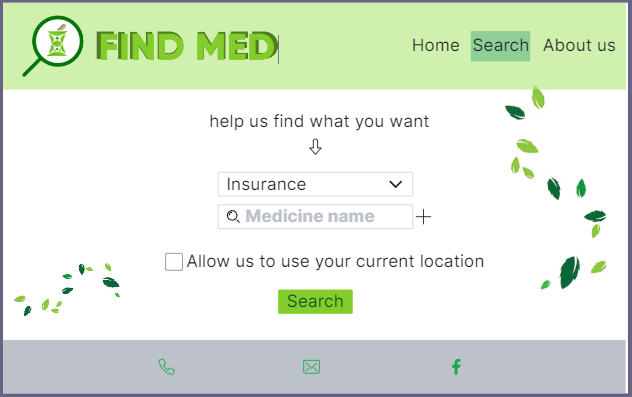 FIND MED
Home Search About us
help us find what you want
Insurance
Medicine name
Allow us to use your current location
Search